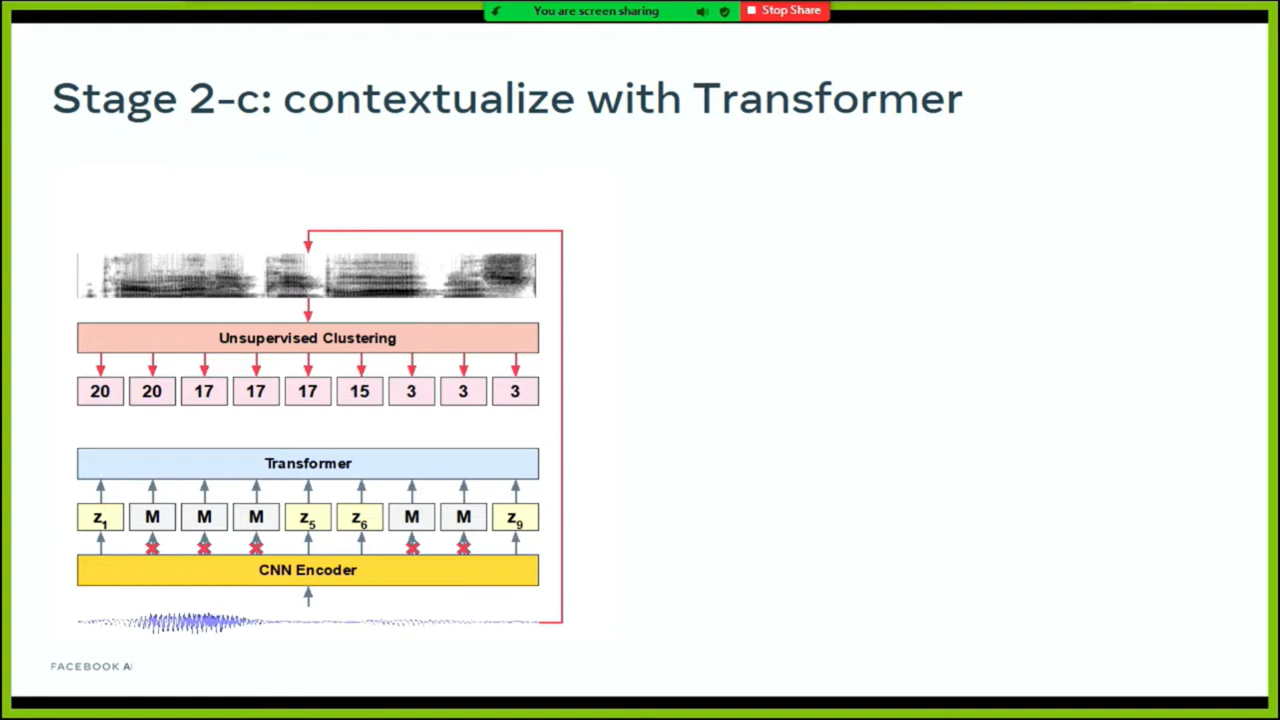 You are screen sharing
Stop Share
Stage 2-c: contextualize with Transformer
Unsupervised Clustering
20 20 17 17 17 15 3 3 3
Transformer
z1 M M M z5 z6 M M z9
CNN Encoder
FACEBOOK AI